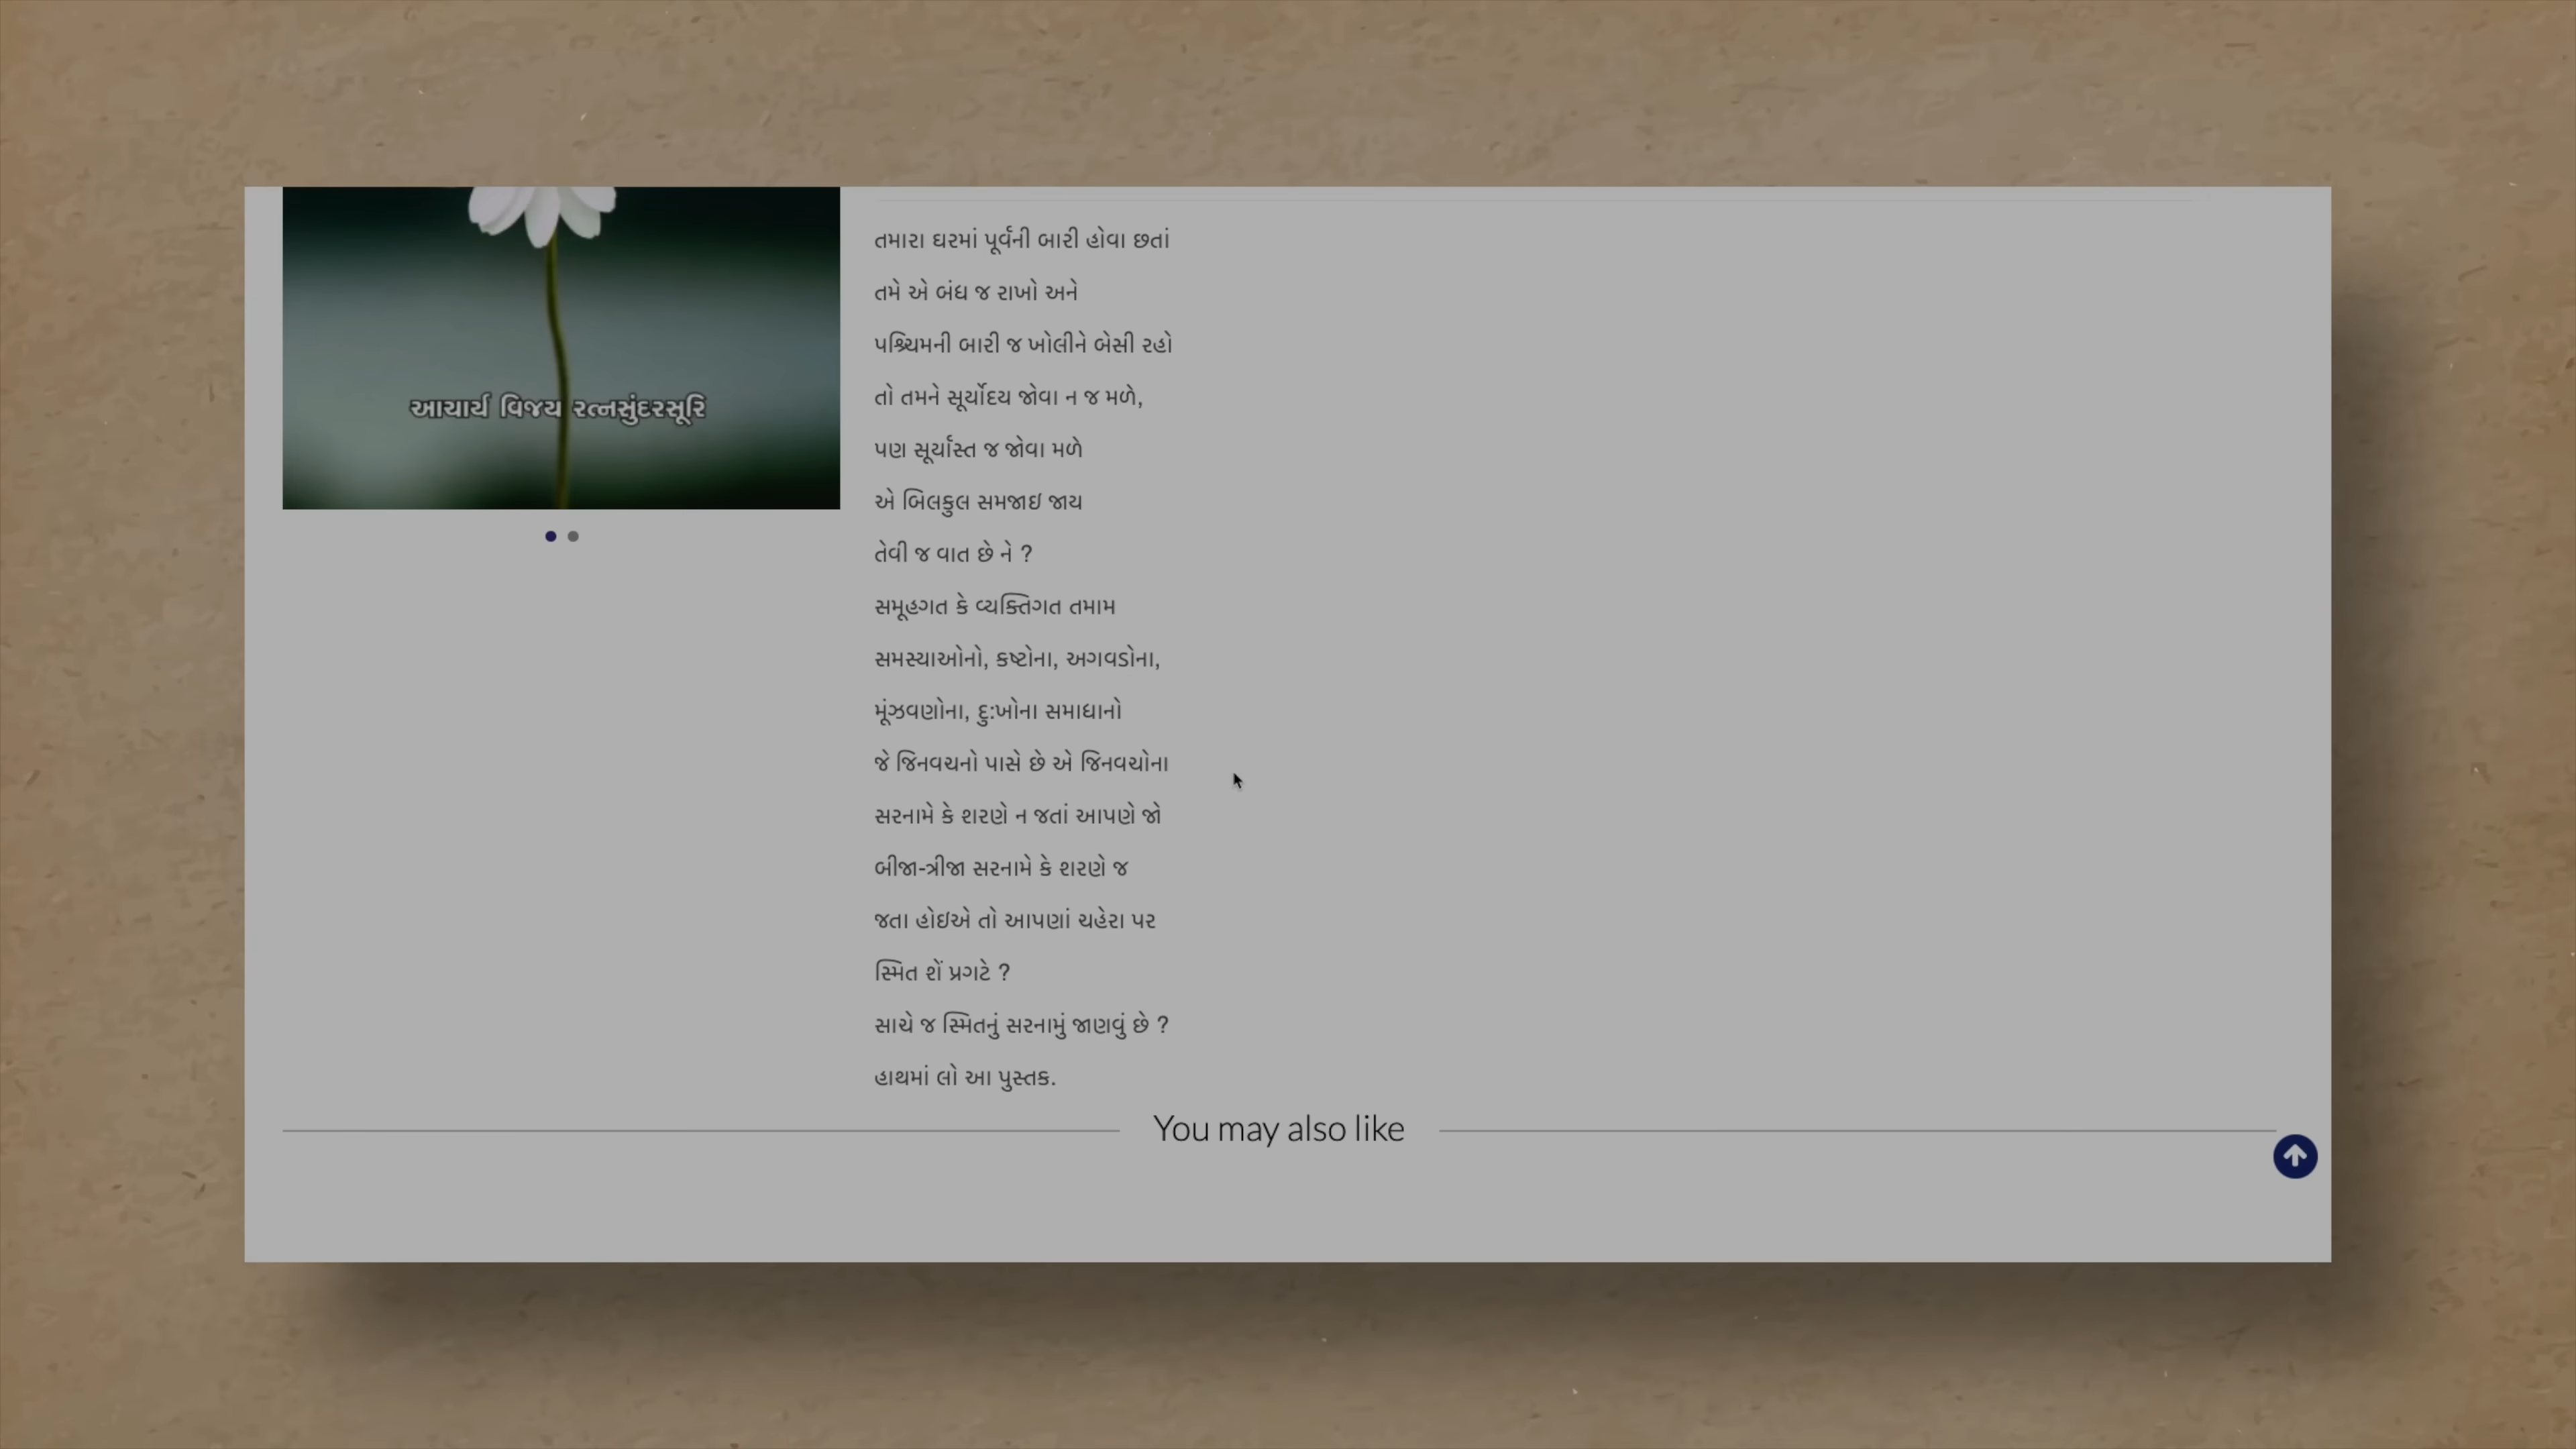 આચાર્ય વિજય રત્નસુંદરસૂરિ
તમારા ઘરમાં પૂર્વની બારી હોવા છતાં
તમે એ બંધ જ રાખો અને
પશ્ચિમની બારી જ ખોલીને બેસી રહો
તો તમને સૂર્યોદય જોવા ન જ મળે,
પણ સૂર્યાસ્ત જ જોવા મળે
એ બિલકુલ સમજાઇ જાય
તેવી જ વાત છે ને ?
સમૂહગત કે વ્યક્તિગત તમામ
સમસ્યાઓનો, કષ્ટોના, અગવડોના,
મૂંઝવણોના, દુ:ખોના સમાધાનો
જે જિનવચનો પાસે છે એ જિનવચોના
સરનામે કે શરણે ન જતાં આપણે જો
બીજા-ત્રીજા સરનામે કે શરણે જ
જતા હોઇએ તો આપણાં ચહેરા પર
સ્મિત શેં પ્રગટે ?
સાચે જ સ્મિતનું સરનામું જાણવું છે ?
હાથમાં લો આ પુસ્તક.
You may also like